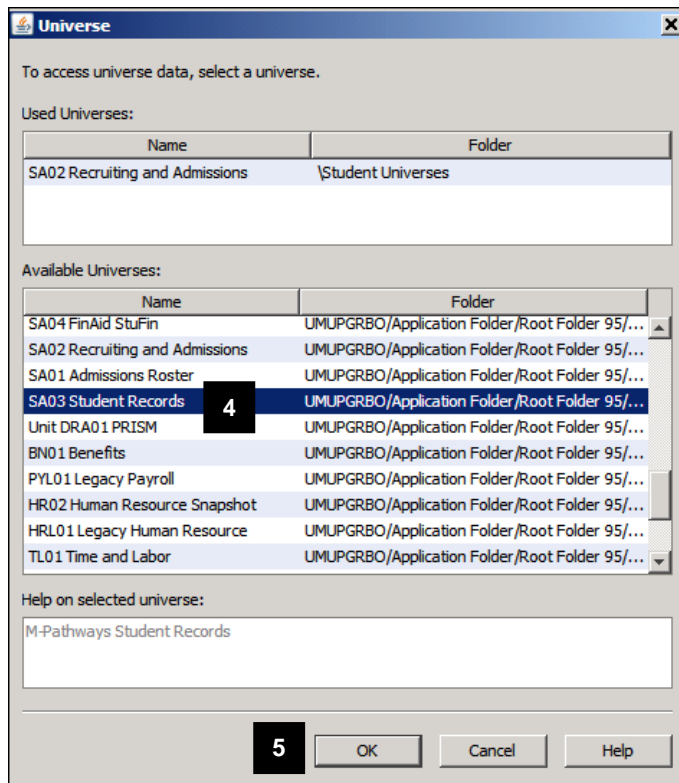 Universe
To access universe data, select a universe.
Used Universes:
Name Folder
SA02 Recruiting and Admissions \Student Universes
Available Universes:
Name Folder
SA04 FinAid StuFin UMUPGRBO/Application Folder/Root Folder 95/...
SA02 Recruiting and Admissions UMUPGRBO/Application Folder/Root Folder 95/...
SA01 Admissions Roster UMUPGRBO/Application Folder/Root Folder 95/...
SA03 Student Records 4 UMUPGRBO/Application Folder/Root Folder 95/...
Unit DRA01 PRISM UMUPGRBO/Application Folder/Root Folder 95/...
BN01 Benefits UMUPGRBO/Application Folder/Root Folder 95/...
PYL01 Legacy Payroll UMUPGRBO/Application Folder/Root Folder 95/...
HR02 Human Resource Snapshot UMUPGRBO/Application Folder/Root Folder 95/...
HRL01 Legacy Human Resource UMUPGRBO/Application Folder/Root Folder 95/...
TL01 Time and Labor UMUPGRBO/Application Folder/Root Folder 95/...
Help on selected universe:
M-Pathways Student Records
5 OK Cancel Help